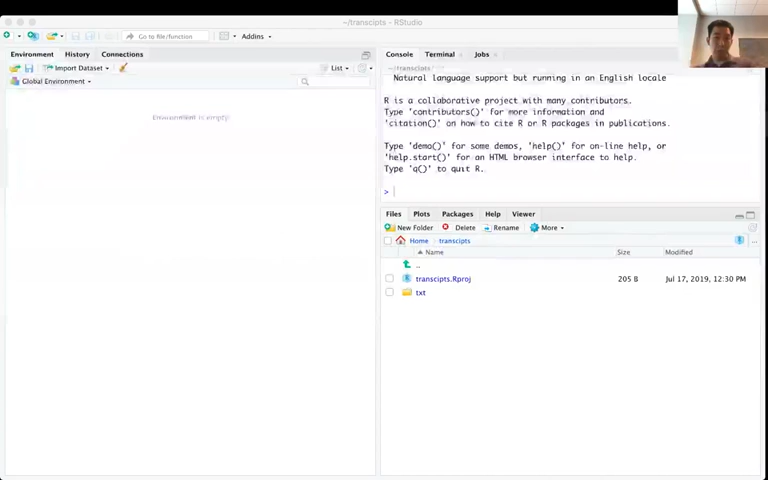 ~/transcipts - RStudio
Go to file/function
Addins
Environment History Connections
Import Dataset
List
Global Environment
Environment is empty
Console Terminal Jobs
~/transcipts/
Natural language support but running in an English locale
R is a collaborative project with many contributors.
Type 'contributors()' for more information and
'citation()' on how to cite R or R packages in publications.
Type 'demo()' for some demos, 'help()' for on-line help, or
'help.start()' for an HTML browser interface to help.
Type 'q()' to quit R.
>
Files Plots Packages Help Viewer
New Folder Delete Rename More
Home transcipts
Name Size Modified
..
transcipts.Rproj 205 B Jul 17, 2019, 12:30 PM
txt